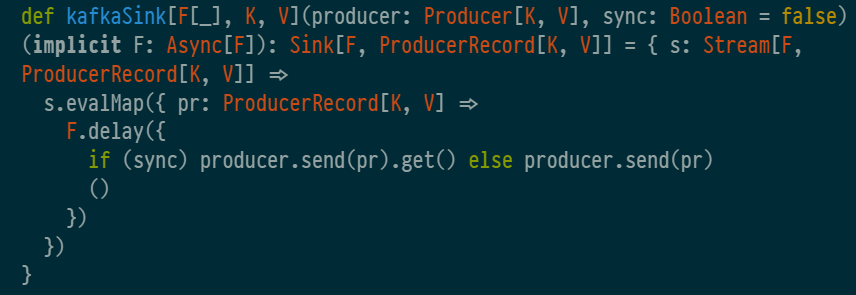 def kafkaSink[F[_], K, V](producer: Producer[K, V], sync: Boolean = false)
(implicit F: Async[F]): Sink[F, ProducerRecord[K, V]] = { s: Stream[F,
ProducerRecord[K, V]] =>
  s.evalMap({ pr: ProducerRecord[K, V] =>
    F.delay({
      if (sync) producer.send(pr).get() else producer.send(pr)
      ()
    })
  })
}